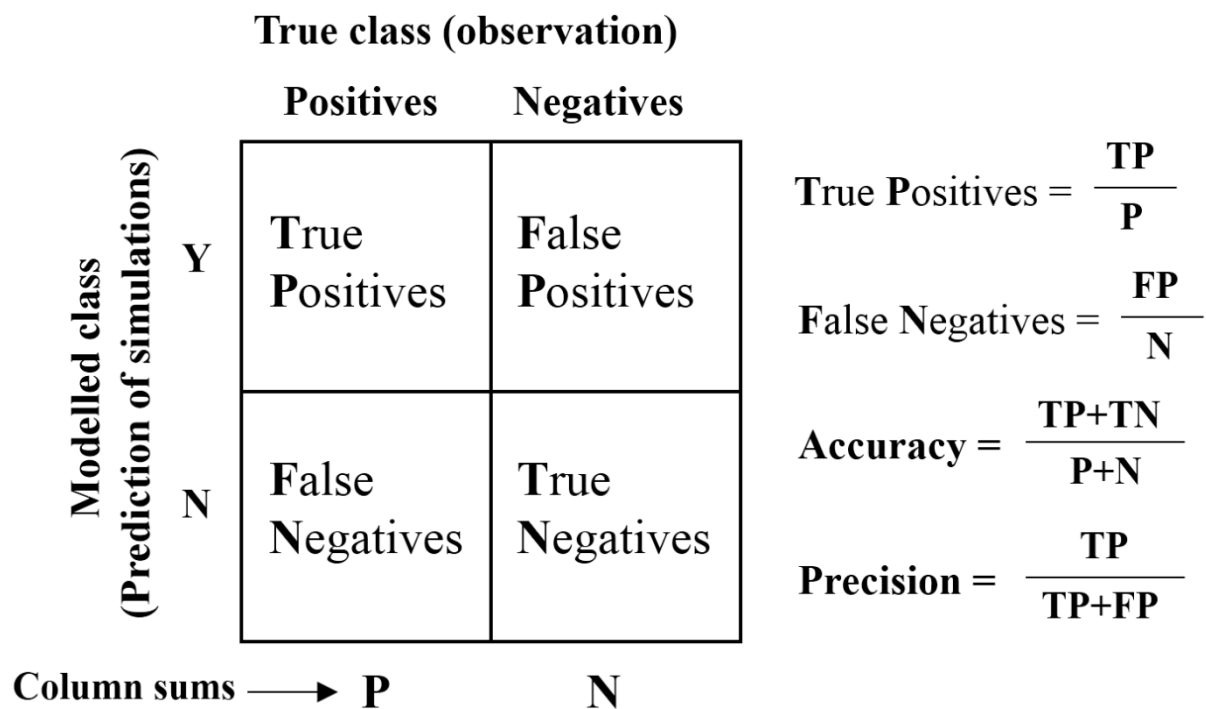 True class (observation)
Positives Negatives
Modelled class
(Prediction of simulations)
Y
True
Positives
False
Positives
N
False
Negatives
True
Negatives
Column sums P N
True Positives = TP
P
False Negatives = FP
N
Accuracy = TP+TN
P+N
Precision = TP
TP+FP